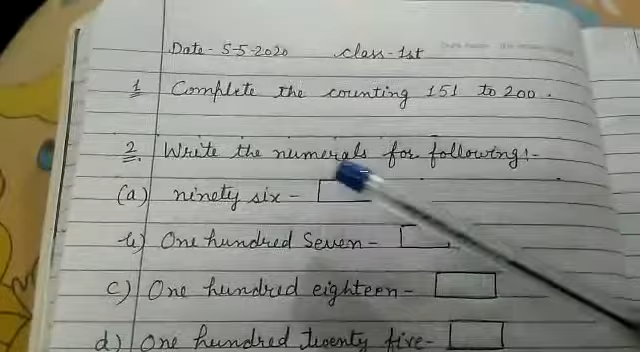 Date - 5-5-2020 class - 1st
1 Complete the counting 151 to 200.
2. Write the numerals for following:-
(a) ninety six -
b) One hundred Seven -
c) One hundred eighteen -
d) One hundred twenty five -